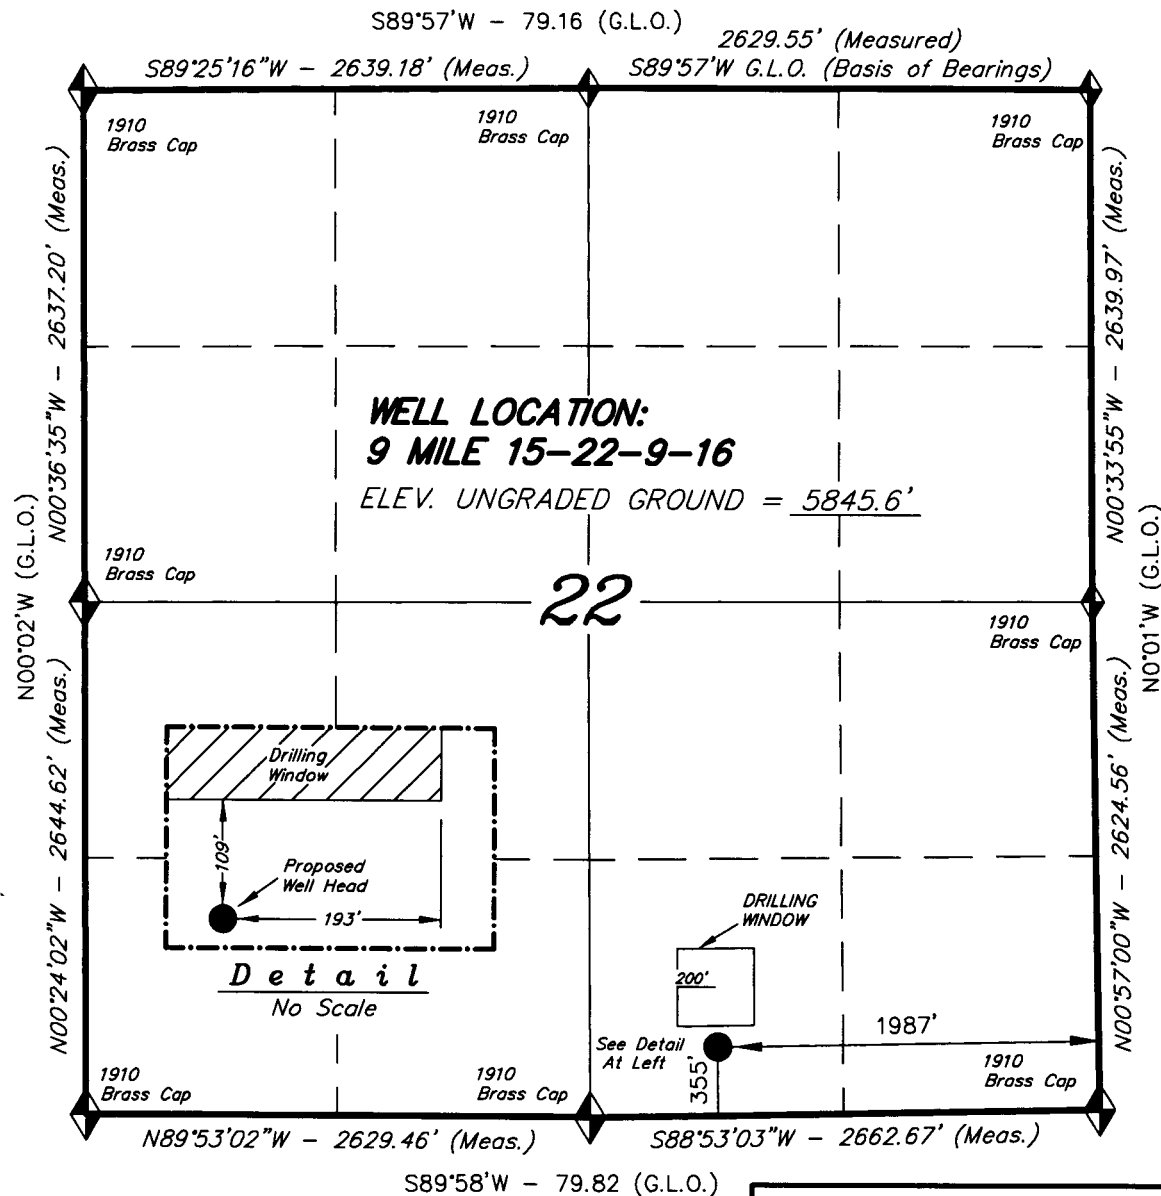 S89°57'W - 79.16 (G.L.O.)
2629.55' (Measured)
S89°25'16"W - 2639.18' (Meas.)
S89°57'W G.L.O. (Basis of Bearings)
1910
Brass Cap
1910
Brass Cap
1910
Brass Cap
N00°36'35"W - 2637.20' (Meas.)
N00°33'55"W - 2639.97' (Meas.)
WELL LOCATION:
9 MILE 15-22-9-16
ELEV. UNGRADED GROUND = 5845.6'
N00°02'W (G.L.O.)
N0°01'W (G.L.O.)
1910
Brass Cap
22
1910
Brass Cap
N00°24'02"W - 2644.62' (Meas.)
N00°57'00"W - 2624.56' (Meas.)
Drilling
Window
109'
Proposed
Well Head
193'
Detail
No Scale
DRILLING
WINDOW
200'
See Detail
At Left
1987'
355'
1910
Brass Cap
1910
Brass Cap
1910
Brass Cap
N89°53'02"W - 2629.46' (Meas.)
S88°53'03"W - 2662.67' (Meas.)
S89°58'W - 79.82 (G.L.O.)